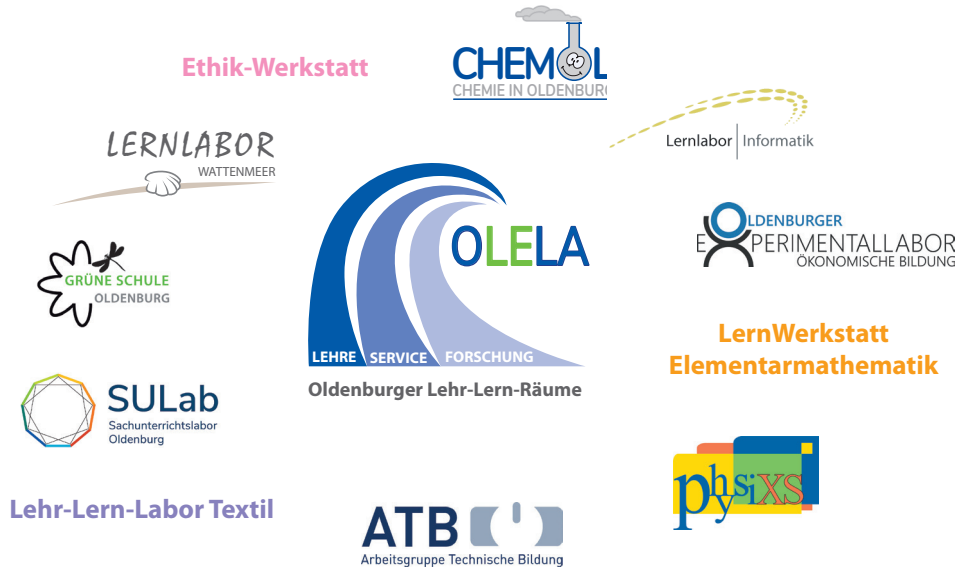 Ethik-Werkstatt
CHEMOL
CHEMIE IN OLDENBURG
LERNLABOR
WATTENMEER
Lernlabor Informatik
OLDENBURGER
EXPERIMENTALLABOR
ÖKONOMISCHE BILDUNG
GRÜNE SCHULE
OLDENBURG
OLELA
LEHRE SERVICE FORSCHUNG
Oldenburger Lehr-Lern-Räume
LernWerkstatt
Elementarmathematik
SULab
Sachunterrichtslabor
Oldenburg
physiXS
Lehr-Lern-Labor Textil
ATB
Arbeitsgruppe Technische Bildung